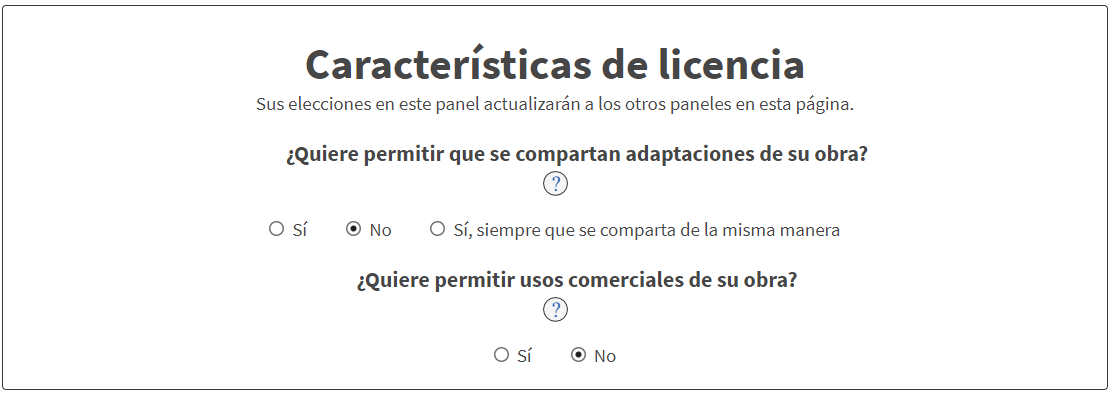 Características de licencia
Sus elecciones en este panel actualizarán a los otros paneles en esta página.
¿Quiere permitir que se compartan adaptaciones de su obra?
?
Sí No Sí, siempre que se comparta de la misma manera
¿Quiere permitir usos comerciales de su obra?
?
Sí No